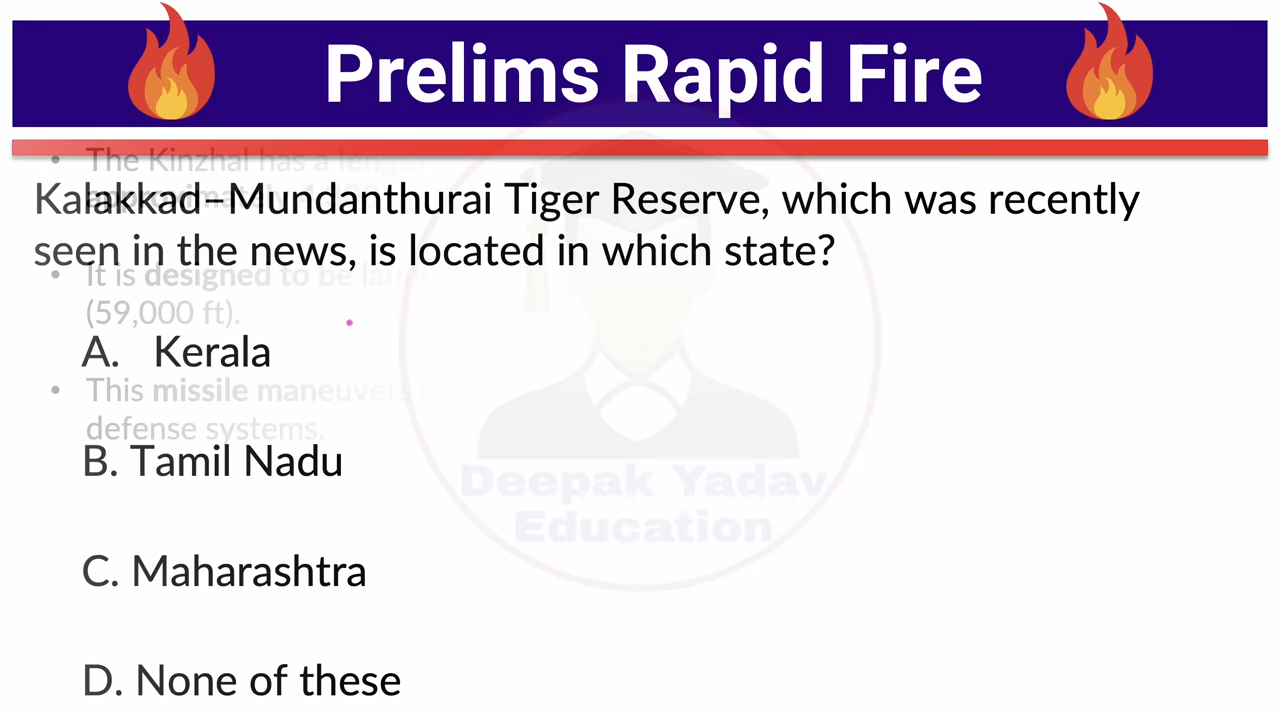 Prelims Rapid Fire
The Kinzhal has a
Kalakkad–Mundanthurai Tiger Reserve, which was recently
seen in the news, is located in which state?
• It is designed to be
(59,000 ft).
A. Kerala
• This missile maneuvers
defense systems.
B. Tamil Nadu
Deepak Yadav
Education
C. Maharashtra
D. None of these